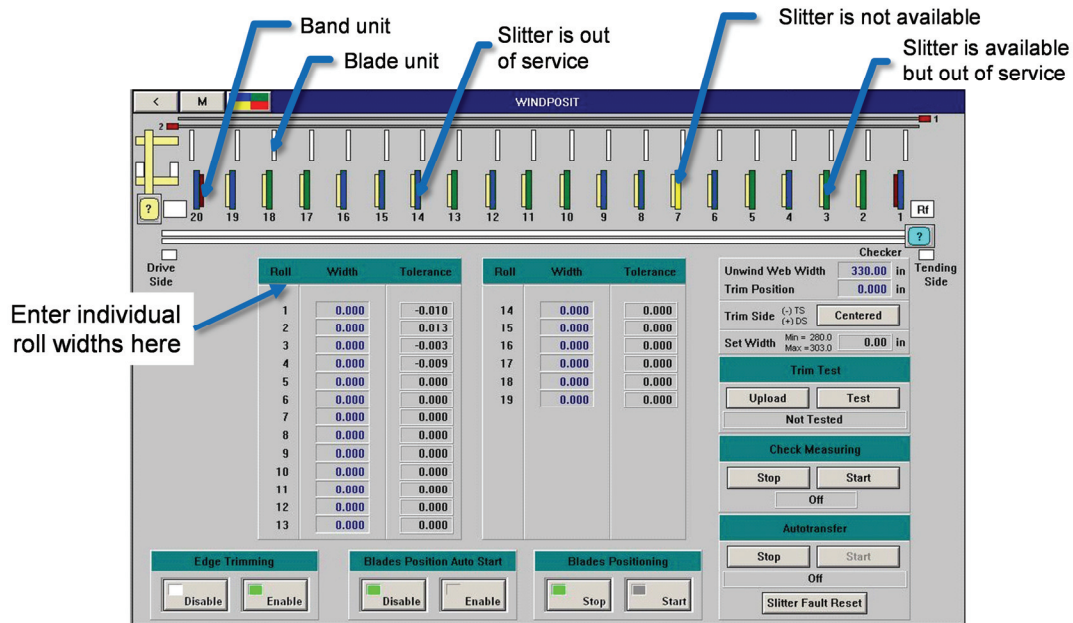 Band unit
Blade unit
Slitter is out
of service
Slitter is not available
Slitter is available
but out of service
< M WINDPOSIT
2 1
? 20 19 18 17 16 15 14 13 12 11 10 9 8 7 6 5 4 3 2 1 Rf
?
Drive
Side
Checker
Tending
Side
Enter individual
roll widths here
Roll Width Tolerance
1 0.000 -0.010
2 0.000 0.013
3 0.000 -0.003
4 0.000 -0.009
5 0.000 0.000
6 0.000 0.000
7 0.000 0.000
8 0.000 0.000
9 0.000 0.000
10 0.000 0.000
11 0.000 0.000
12 0.000 0.000
13 0.000 0.000
Roll Width Tolerance
14 0.000 0.000
15 0.000 0.000
16 0.000 0.000
17 0.000 0.000
18 0.000 0.000
19 0.000 0.000
Unwind Web Width 330.00 in
Trim Position 0.000 in
Trim Side (-) TS (+) DS Centered
Set Width Min = 280.0 Max =303.0 0.00 in
Trim Test
Upload Test
Not Tested
Check Measuring
Stop Start
Off
Autotransfer
Stop Start
Off
Slitter Fault Reset
Edge Trimming
Disable Enable
Blades Position Auto Start
Disable Enable
Blades Positioning
Stop Start